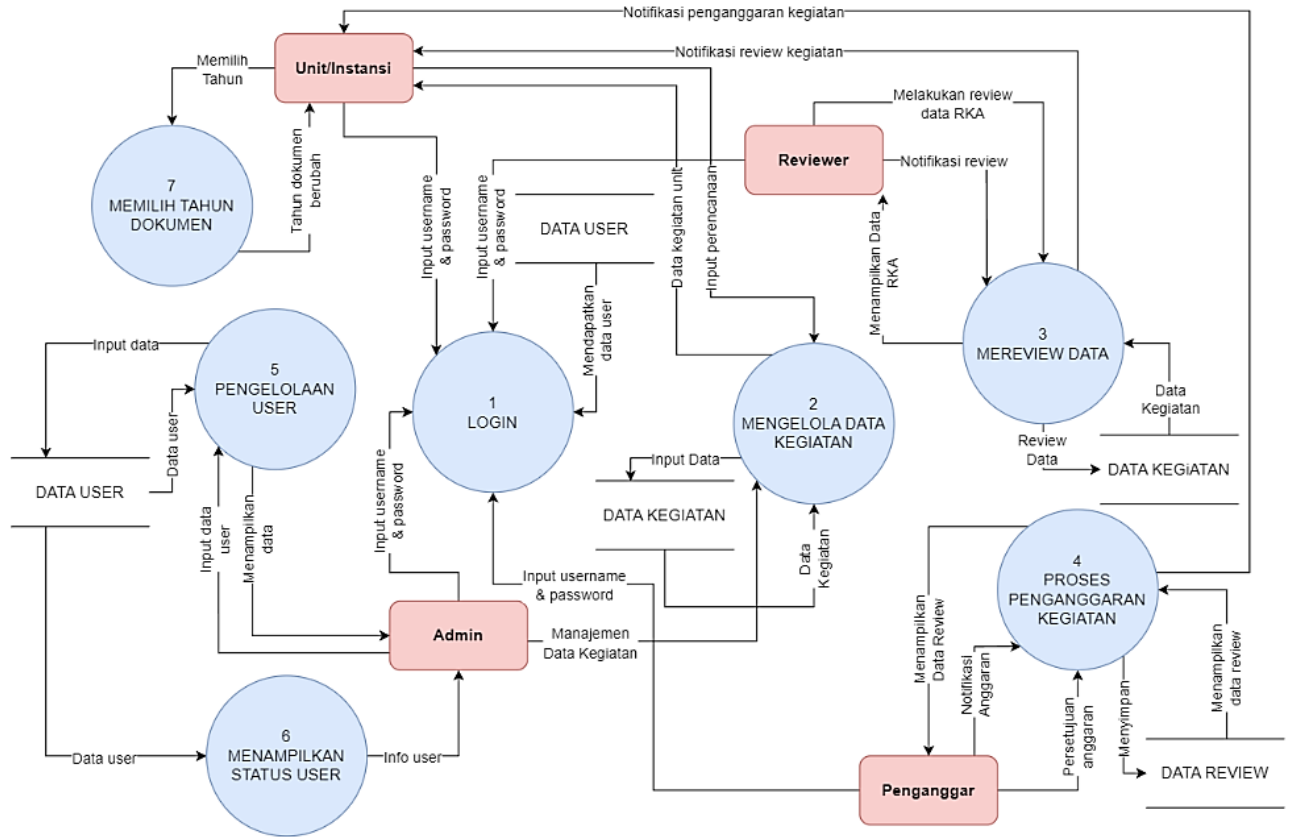 Notifikasi penganggaran kegiatan
Unit/Instansi
Memilih
Tahun
Notifikasi review kegiatan
Melakukan review
data RKA
Reviewer
Notifikasi review
Tahun dokumen
berubah
7
MEMILIH TAHUN
DOKUMEN
Input username
& password
Input username
& password
DATA USER
Mendapatkan
data user
Data kegiatan unit
Input perencanaan
Menampilkan Data
RKA
3
MEREVIEW DATA
Input data
5
PENGELOLAAN
USER
Data user
DATA USER
1
LOGIN
2
MENGELOLA DATA
KEGIATAN
Data
Kegiatan
Review
Data
DATA KEGiATAN
Input Data
DATA KEGIATAN
Data
Kegiatan
Input data
user
Menampilkan
data
Input username
& password
Input username
& password
Admin
Manajemen
Data Kegiatan
4
PROSES
PENGANGGARAN
KEGIATAN
Menampilkan
Data Review
Notifikasi
Anggaran
Persetujuan
anggaran
Menyimpan
Menampilkan
data review
Data user
6
MENAMPILKAN
STATUS USER
Info user
Penganggar
DATA REVIEW